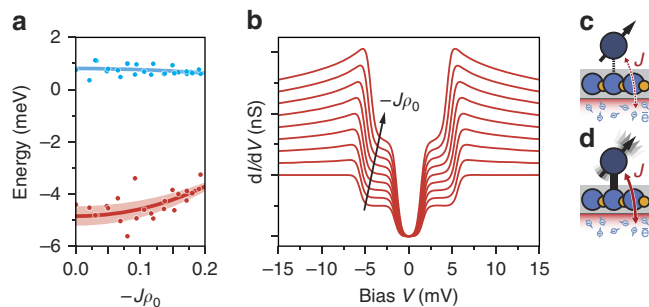 a
2
0
−2
−4
−6
Energy (meV)
0.0
0.1
0.2
−Jρ0
b
dI/dV (nS)
−Jρ0
−15
−10
−5
0
5
10
15
Bias V (mV)
c
J
d
J